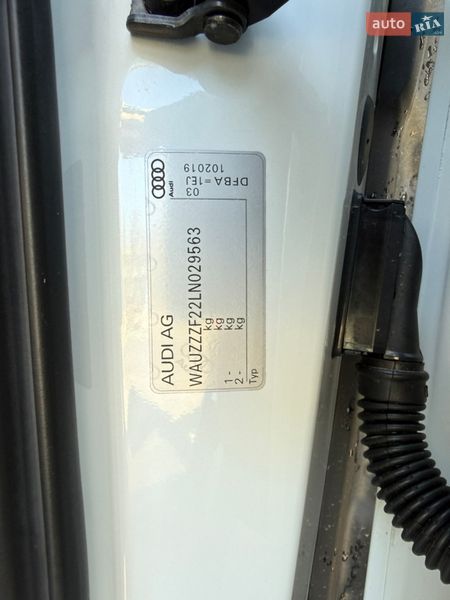 auto RIA
AUDI AG
WAUZZZF22LN029563
kg
kg
1 - kg
2 - kg
Typ
Audi
03
DFBA=1EJ
102019